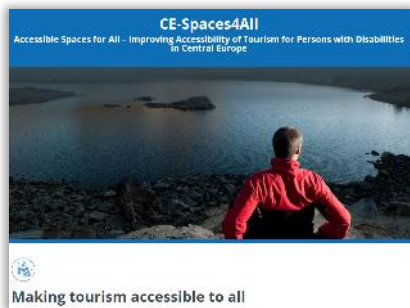 CE-Spaces4All
Accessible Spaces for All – Improving Accessibility of Tourism for Persons with Disabilities
in Central Europe
Making tourism accessible to all